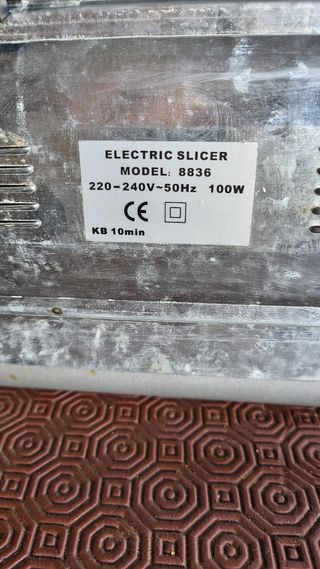 ELECTRIC SLICER
MODEL: 8836
220-240V~50Hz 100W
CE
KB 10min